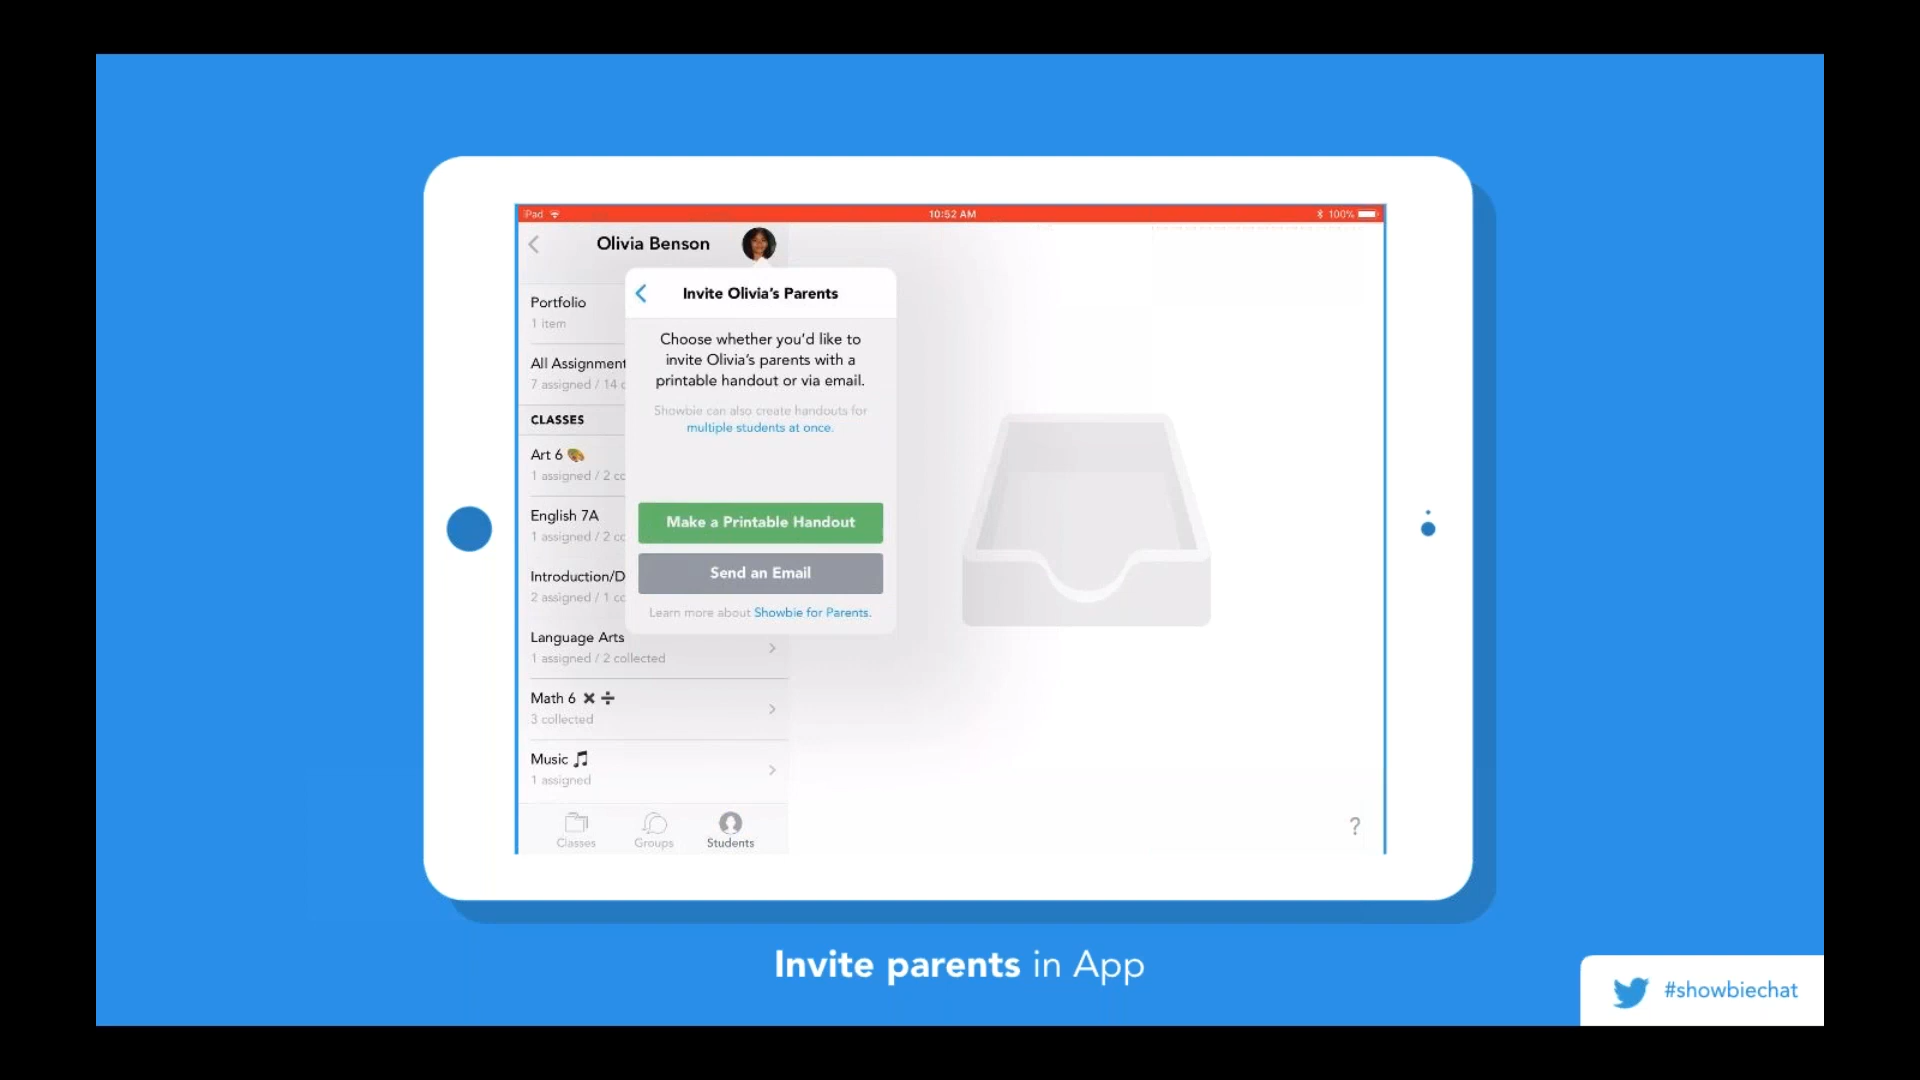 iPad
10:52 AM
100%
Olivia Benson
Invite Olivia's Parents
Choose whether you'd like to
invite Olivia's parents with a
printable handout or via email.
Showbie can also create handouts for
multiple students at once.
Make a Printable Handout
Send an Email
Learn more about Showbie for Parents.
Portfolio
1 item
All Assignment
7 assigned / 14 c
CLASSES
Art 6
1 assigned / 2 co
English 7A
1 assigned / 2 co
Introduction/D
2 assigned / 1 co
Language Arts
1 assigned / 2 collected
Math 6 ✖ ➗
3 collected
Music 🎵
1 assigned
Classes
Groups
Students
?
Invite parents in App
#showbiechat